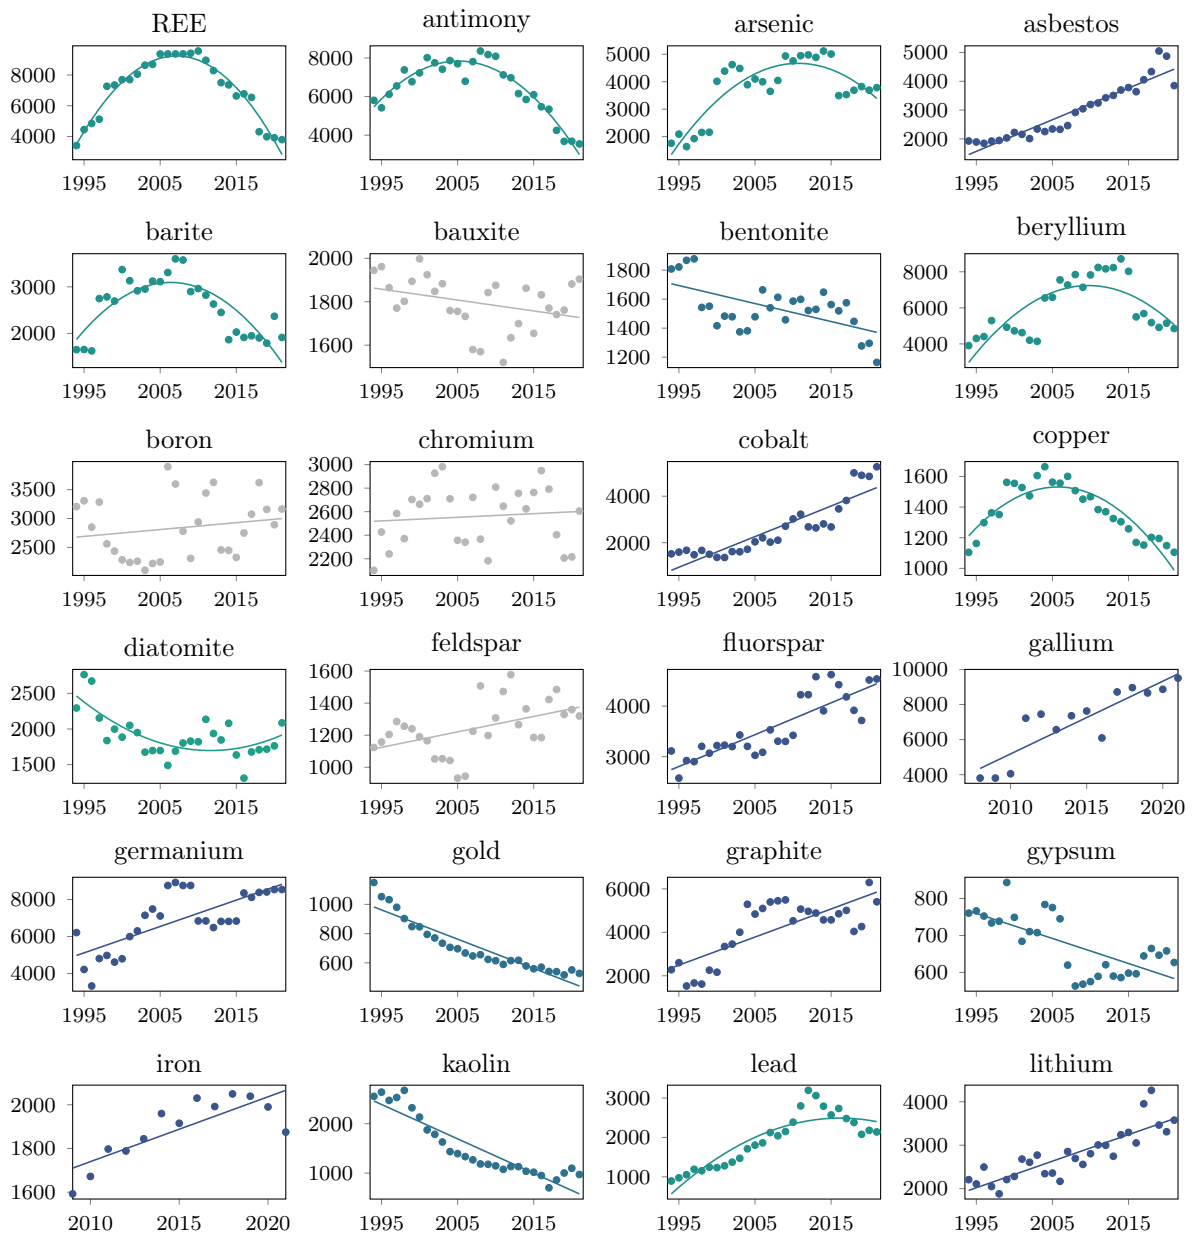 REE antimony arsenic asbestos
8000 6000 4000 1995 2005 2015
8000 6000 4000 1995 2005 2015
5000 4000 3000 2000 1995 2005 2015
5000 4000 3000 2000 1995 2005 2015
barite bauxite bentonite beryllium
3000 2000 1995 2005 2015
2000 1800 1600 1995 2005 2015
1800 1600 1400 1200 1995 2005 2015
8000 6000 4000 1995 2005 2015
boron chromium cobalt copper
3500 3000 2500 1995 2005 2015
3000 2800 2600 2400 2200 1995 2005 2015
4000 2000 1995 2005 2015
1600 1400 1200 1000 1995 2005 2015
diatomite feldspar fluorspar gallium
2500 2000 1500 1995 2005 2015
1600 1400 1200 1000 1995 2005 2015
4000 3000 1995 2005 2015
10000 8000 6000 4000 2010 2015 2020
germanium gold graphite gypsum
8000 6000 4000 1995 2005 2015
1000 800 600 1995 2005 2015
6000 4000 2000 1995 2005 2015
800 700 600 1995 2005 2015
iron kaolin lead lithium
2000 1800 1600 2010 2015 2020
2000 1000 1995 2005 2015
3000 2000 1000 1995 2005 2015
4000 3000 2000 1995 2005 2015